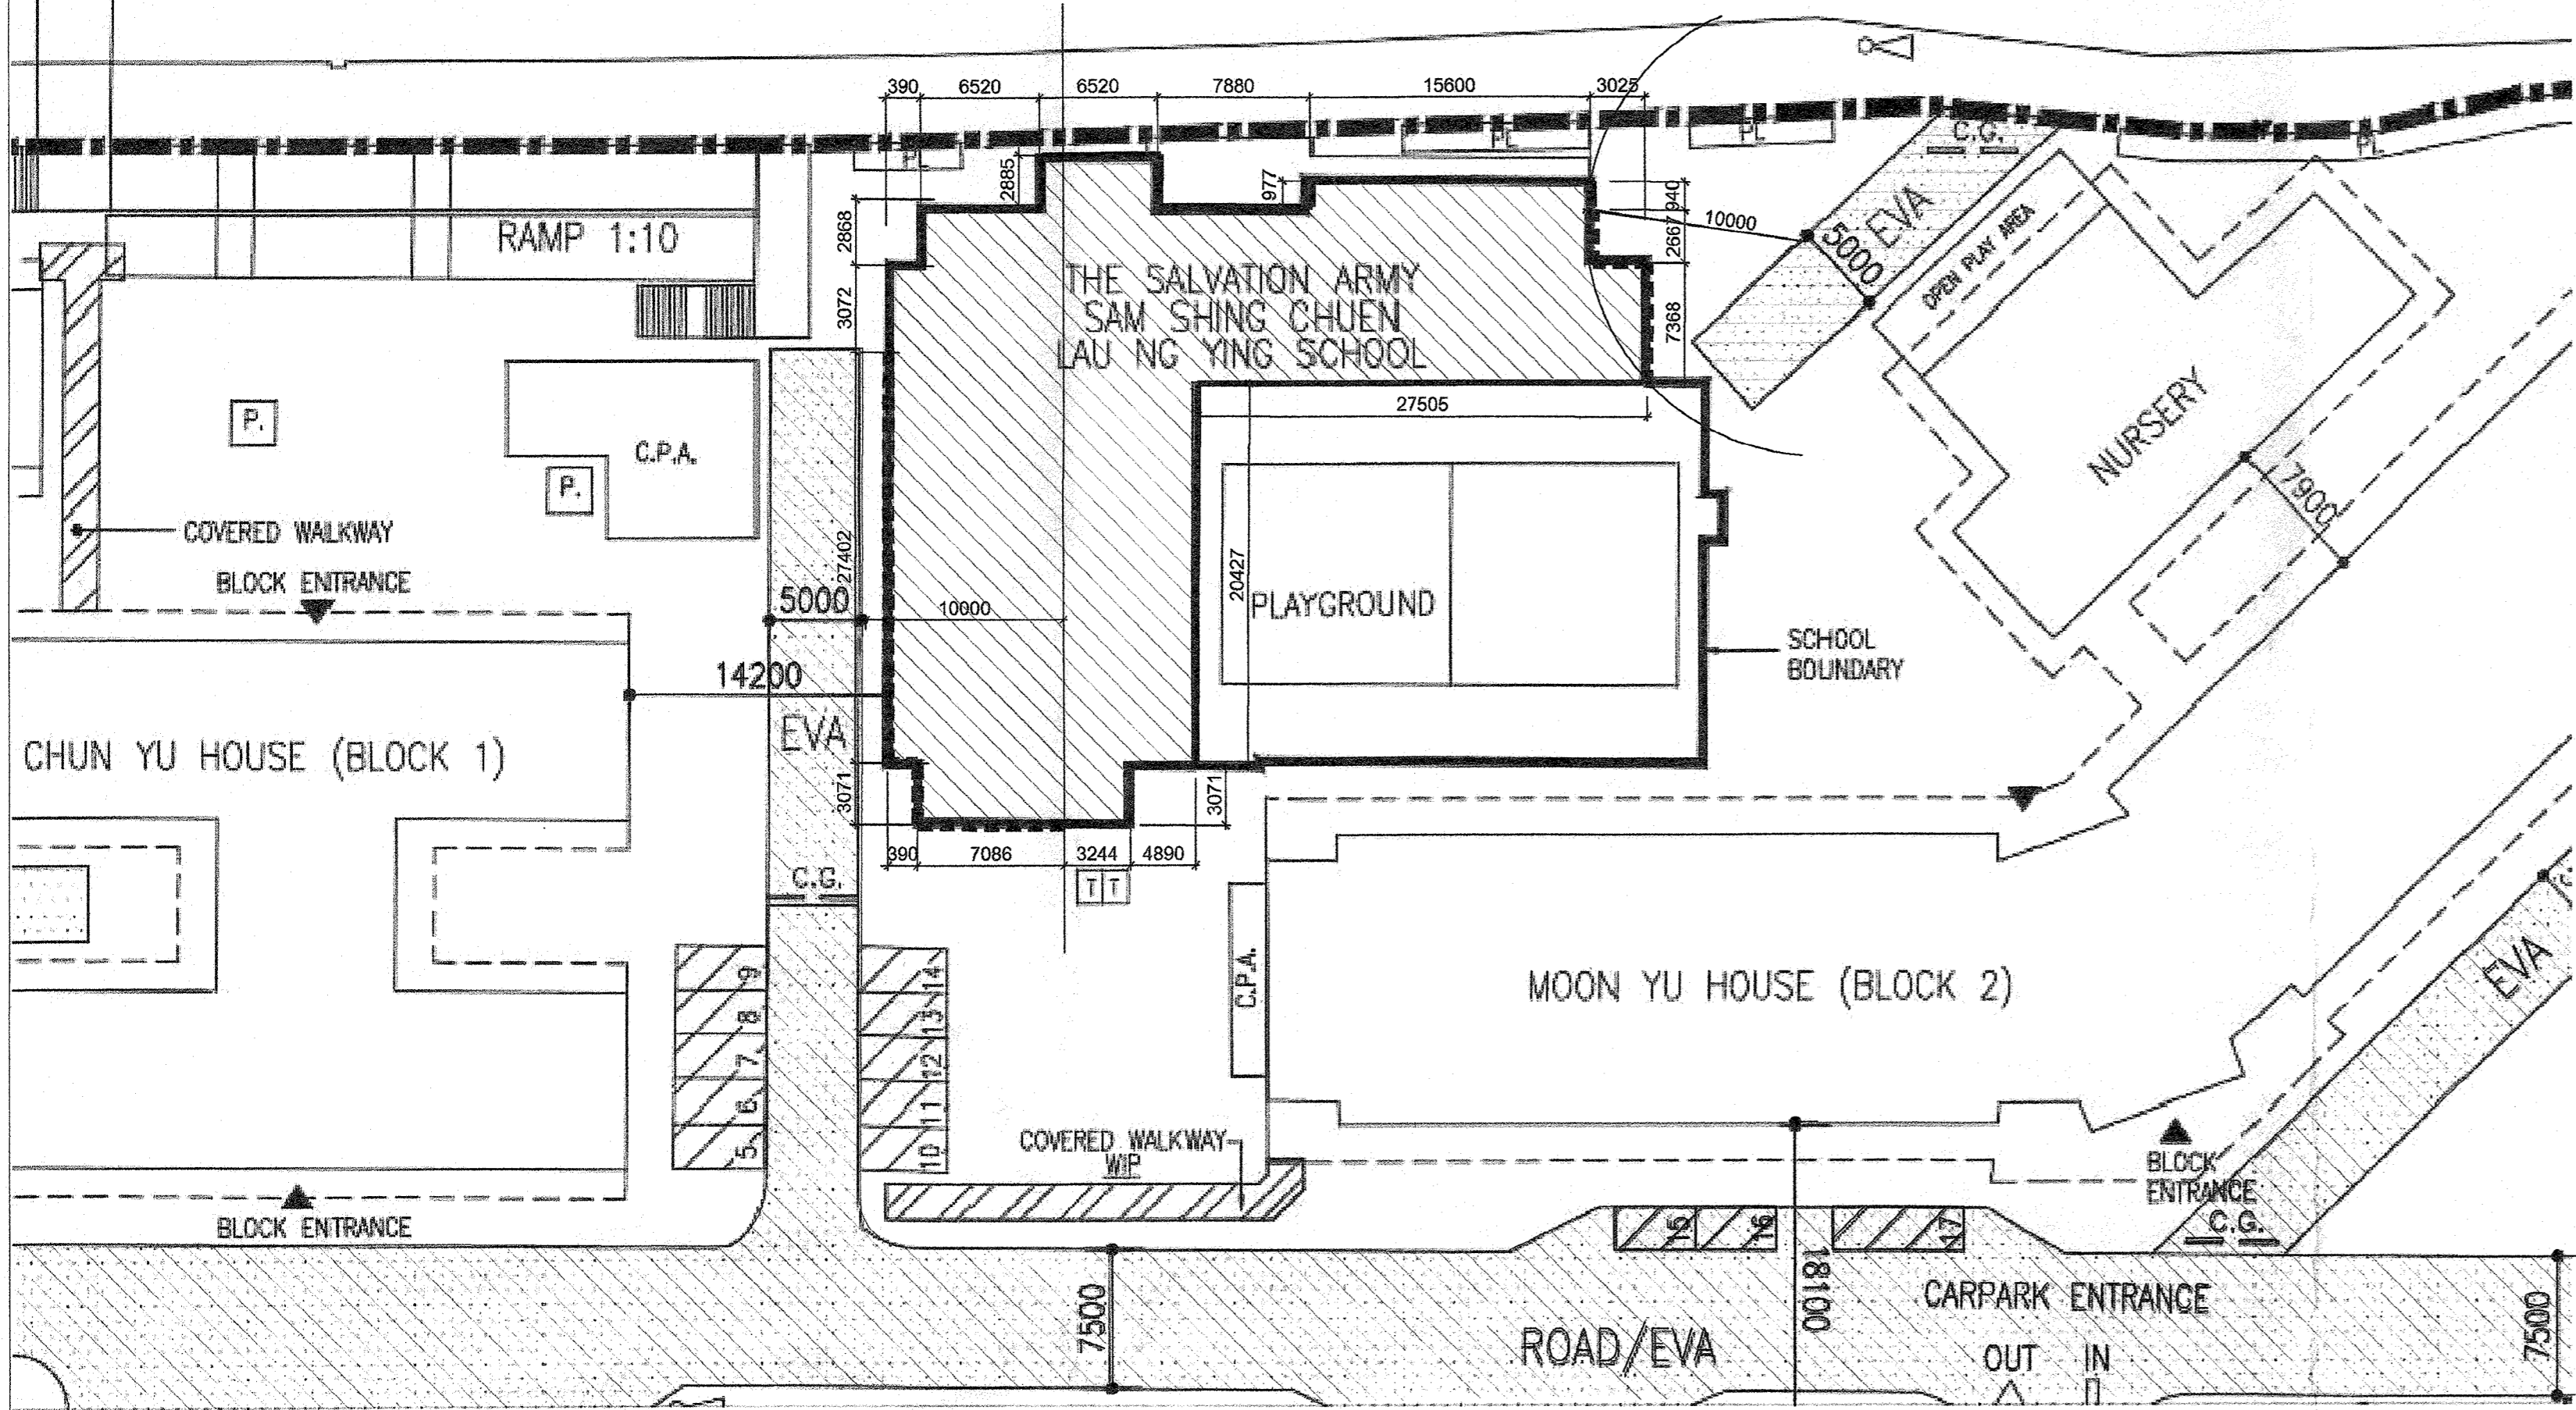 390
6520
6520
7880
15600
3025
PL
PL
PL
C.G.
PL
2885
977
940
2667
10000
2868
RAMP 1:10
EVA
5000
OPEN PLAY AREA
THE SALVATION ARMY
SAM SHING CHUEN
LAU NG YING SCHOOL
3072
7368
27505
P.
C.P.A.
P.
NURSERY
7900
COVERED WALKWAY
BLOCK ENTRANCE
27402
5000
10000
20427
PLAYGROUND
SCHOOL
BOUNDARY
14200
EVA
CHUN YU HOUSE (BLOCK 1)
3071
3071
390
7086
3244
4890
C.G.
T T
9
8
7
6
5
14
13
12
11
10
C.P.A.
MOON YU HOUSE (BLOCK 2)
EVA
COVERED WALKWAY
WIP
BLOCK
ENTRANCE
C.G.
BLOCK ENTRANCE
15
16
17
18100
7500
CARPARK ENTRANCE
ROAD/EVA
OUT IN
7500